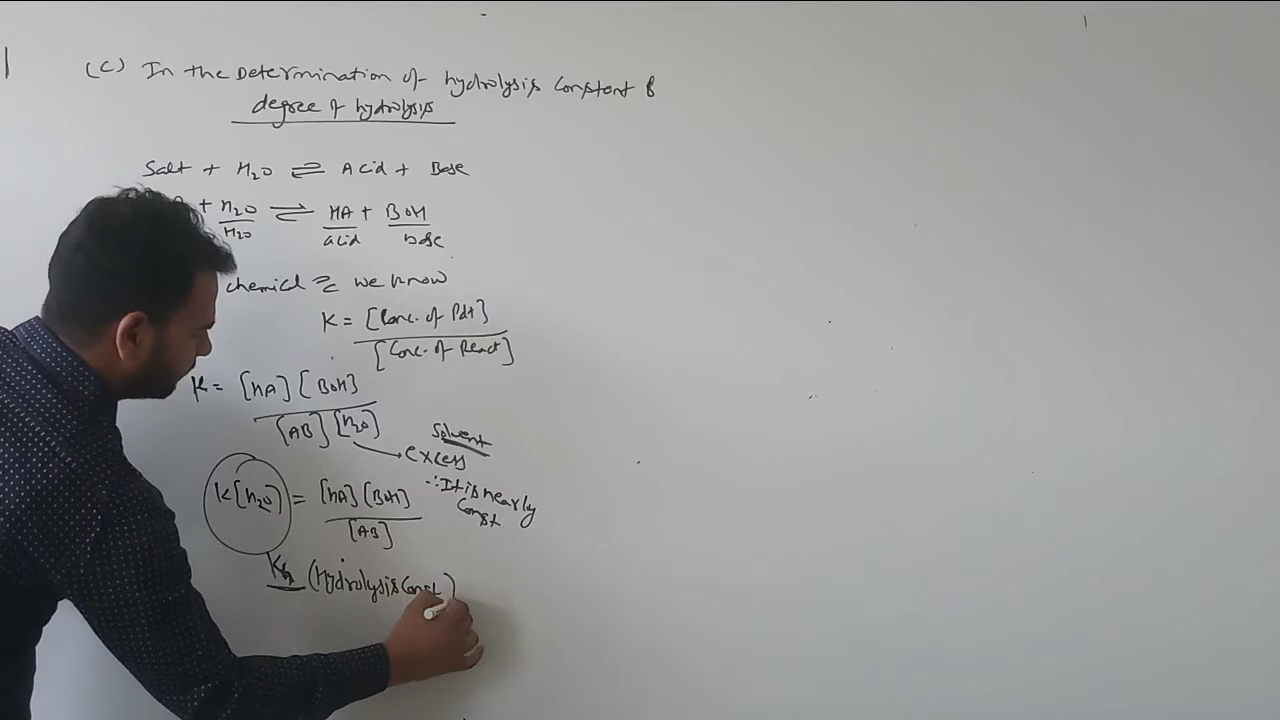 (C) In the Determination of hydrolysis constant &
degree of hydrolysis
Salt + H2O ⇌ Acid + Base
+ H2O ⇌ HA + BOH
H2O acid base
chemicl ⇌ we know
K = [Conc. of Pdt]
[Conc. of React]
K = [HA] [BOH]
[AB] [H2O]
Solvent
excess
K[H2O] = [HA] [BOH]
[AB]
∴ It is nearly
Const
Kh (Hydrolysis Const)